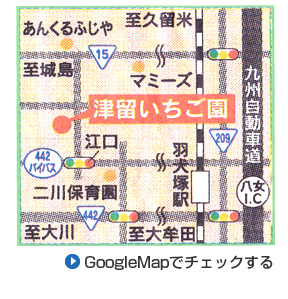 至久留米
あんくるふじや
15
至城島
マミーズ
津留いちご園
江口
442
バイパス
羽犬塚駅
209
九州自動車道
八女
I.C
二川保育園
442
至大川
至大牟田
GoogleMapでチェックする